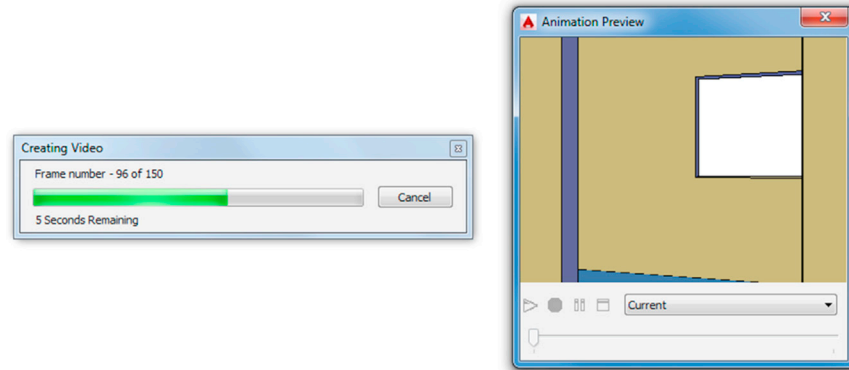 Creating Video
Frame number - 96 of 150
Cancel
5 Seconds Remaining
Animation Preview
Current